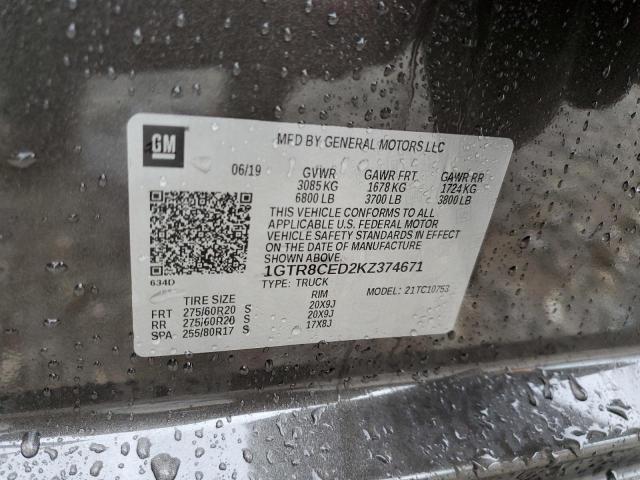 GM
MFD BY GENERAL MOTORS LLC
06/19 GVWR GAWR FRT GAWR RR
3085 KG 1678 KG 1724 KG
6800 LB 3700 LB 3800 LB
THIS VEHICLE CONFORMS TO ALL
APPLICABLE U.S. FEDERAL MOTOR
VEHICLE SAFETY STANDARDS IN
EFFECT ON THE DATE OF MANUFACTURE
SHOWN ABOVE.
1GTR8CED2KZ374671
634D TYPE: TRUCK MODEL: 21TC10753
TIRE SIZE RIM
FRT 275/60R20 S 20X9J
RR 275/60R20 S 20X9J
SPA 255/80R17 S 17X8J